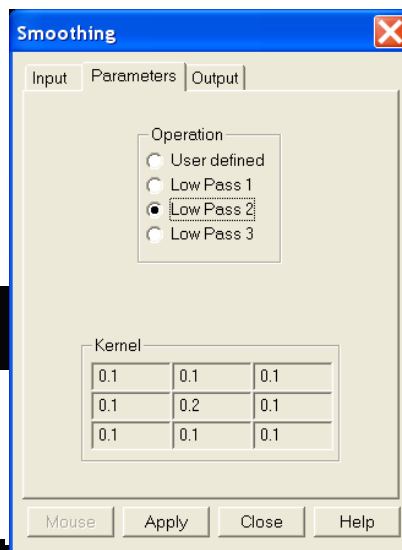 Smoothing
Input Parameters Output
Operation
User defined
Low Pass 1
Low Pass 2
Low Pass 3
Kernel
0.1 0.1 0.1
0.1 0.2 0.1
0.1 0.1 0.1
Mouse Apply Close Help